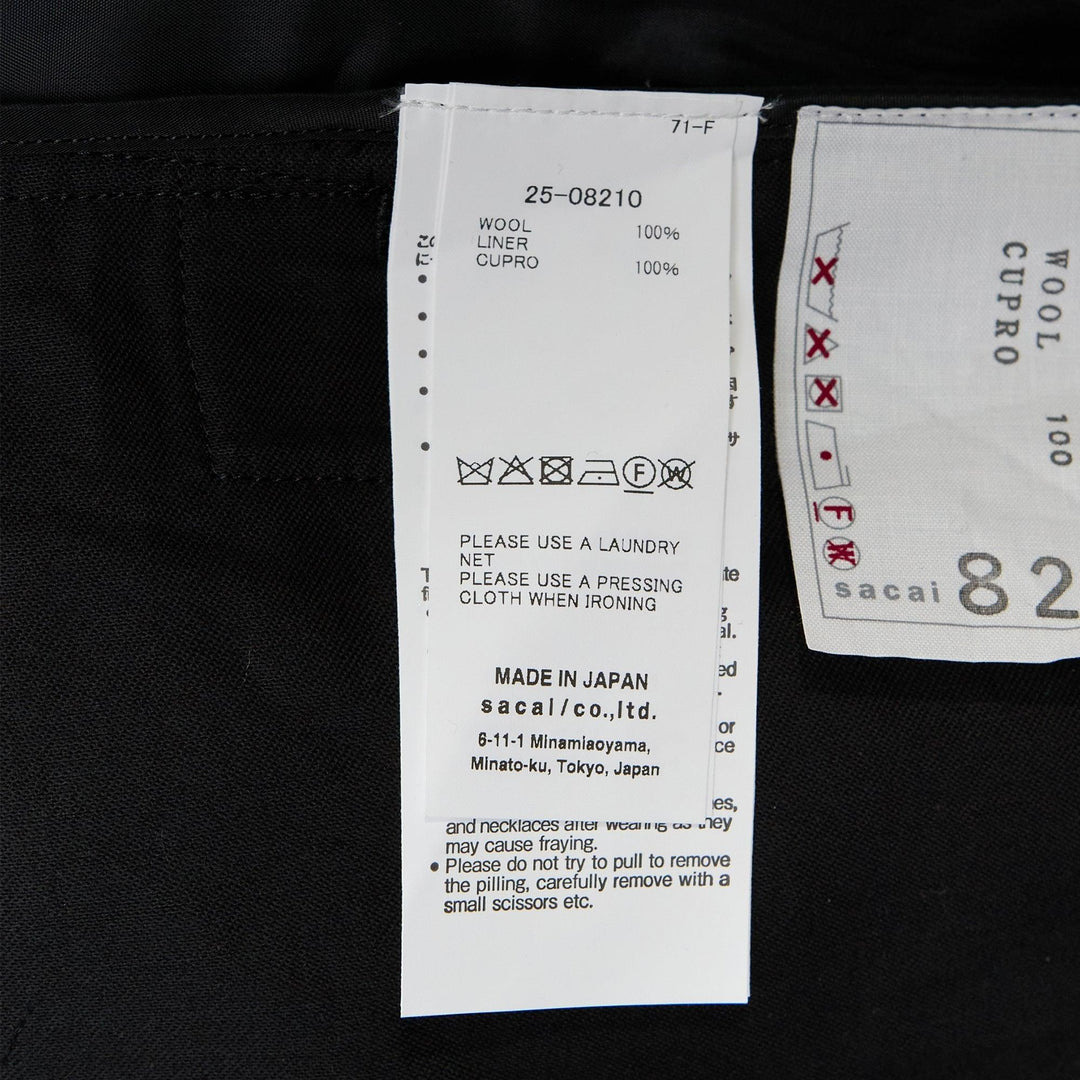 71-F
25-08210
WOOL 100%
LINER
CUPRO 100%
F
W
PLEASE USE A LAUNDRY
NET
PLEASE USE A PRESSING
CLOTH WHEN IRONING
MADE IN JAPAN
sacai/co.,ltd.
6-11-1 Minamiaoyama,
Minato-ku, Tokyo, Japan
and necklaces after wearing as they
may cause fraying.
● Please do not try to pull to remove
the pilling, carefully remove with a
small scissors etc.
WOOL 100
CUPRO
F
W
sacai 82